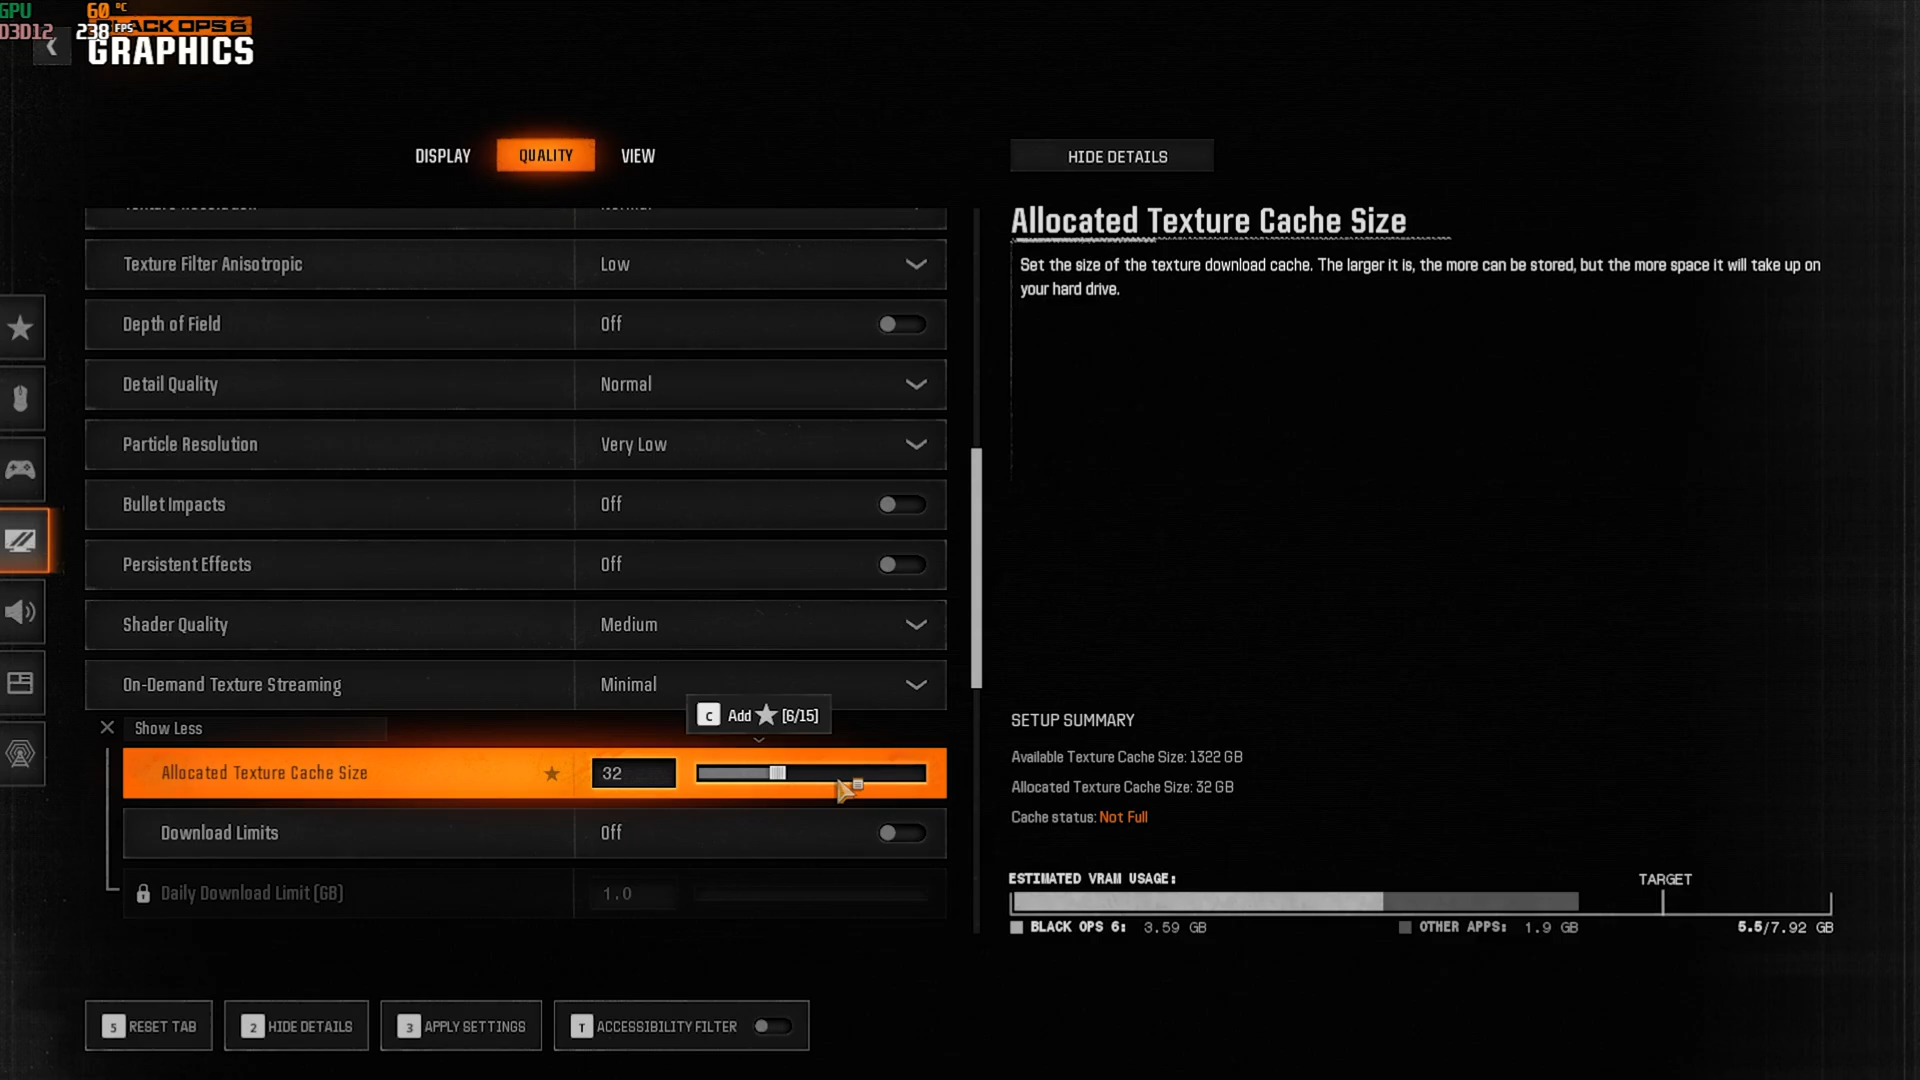 GPU 60 °C
D3D12 238 FPS
BLACK OPS 6
GRAPHICS
DISPLAY QUALITY VIEW
HIDE DETAILS
Allocated Texture Cache Size
Set the size of the texture download cache. The larger it is, the more can be stored, but the more space it will take up on
your hard drive.
Texture Filter Anisotropic Low
Depth of Field Off
Detail Quality Normal
Particle Resolution Very Low
Bullet Impacts Off
Persistent Effects Off
Shader Quality Medium
On-Demand Texture Streaming Minimal
C Add [6/15]
Show Less
Allocated Texture Cache Size 32
Download Limits Off
Daily Download Limit (GB) 1.0
SETUP SUMMARY
Available Texture Cache Size: 1322 GB
Allocated Texture Cache Size: 32 GB
Cache status: Not Full
ESTIMATED VRAM USAGE: TARGET
BLACK OPS 6: 3.59 GB OTHER APPS: 1.9 GB 5.5/7.92 GB
5 RESET TAB 2 HIDE DETAILS 3 APPLY SETTINGS T ACCESSIBILITY FILTER